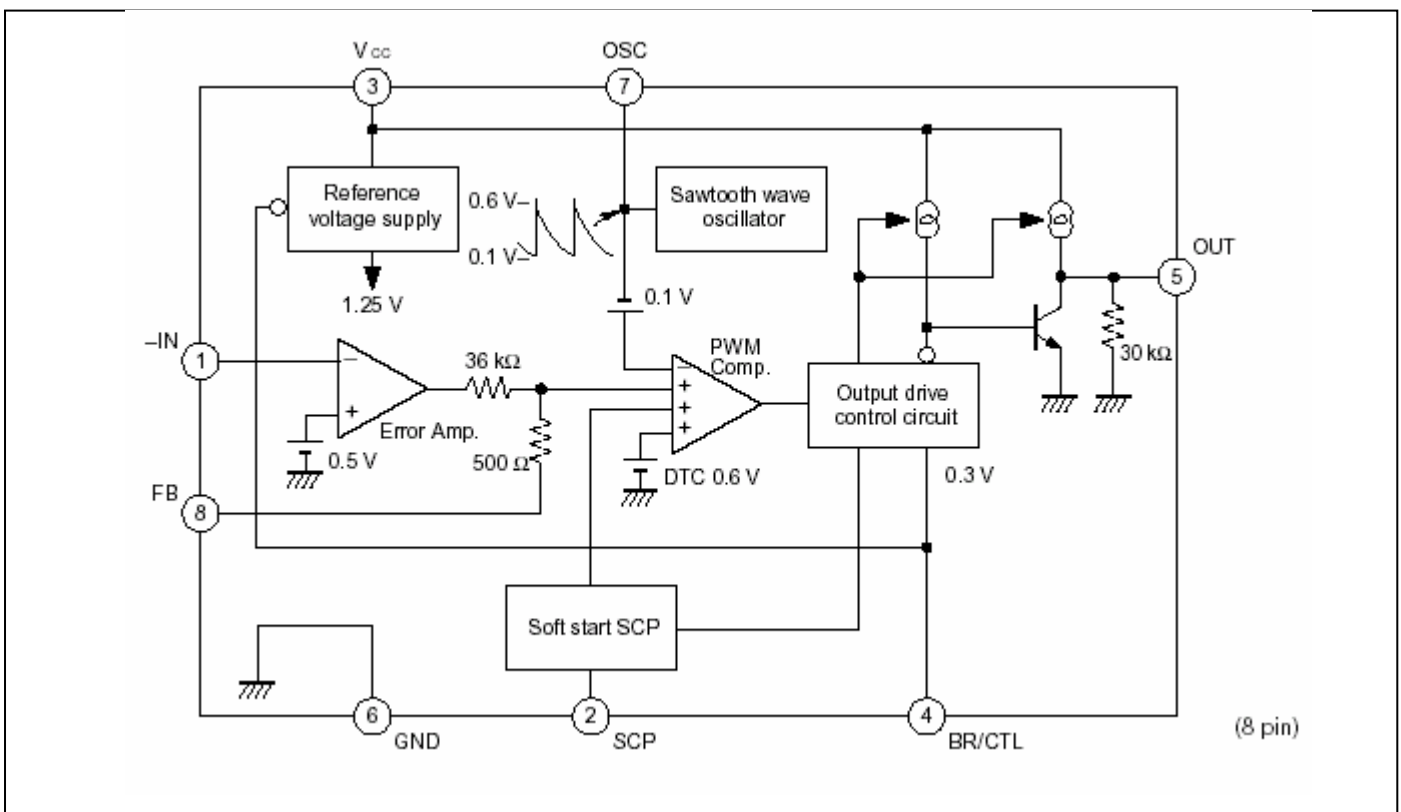 Vcc
OSC
3
7
Reference
voltage supply
0.6 V
0.1 V
Sawtooth wave
oscillator
OUT
5
1.25 V
0.1 V
–IN
1
36 kΩ
PWM
Comp.
30 kΩ
–
+
Error Amp.
0.5 V
500 Ω
–
+
+
+
DTC 0.6 V
Output drive
control circuit
0.3 V
FB
8
Soft start SCP
6
GND
2
SCP
4
BR/CTL
(8 pin)